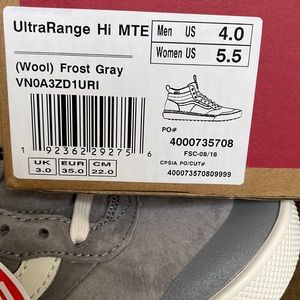 UltraRange Hi MTE
Men US 4.0
Women US 5.5
(Wool) Frost Gray
VN0A3ZD1URI
1 92362 29275 6
PO#
4000735708
FSC-08/18
CPSIA PO/CUT#
400073570809999
UK EUR CM
3.0 35.0 22.0